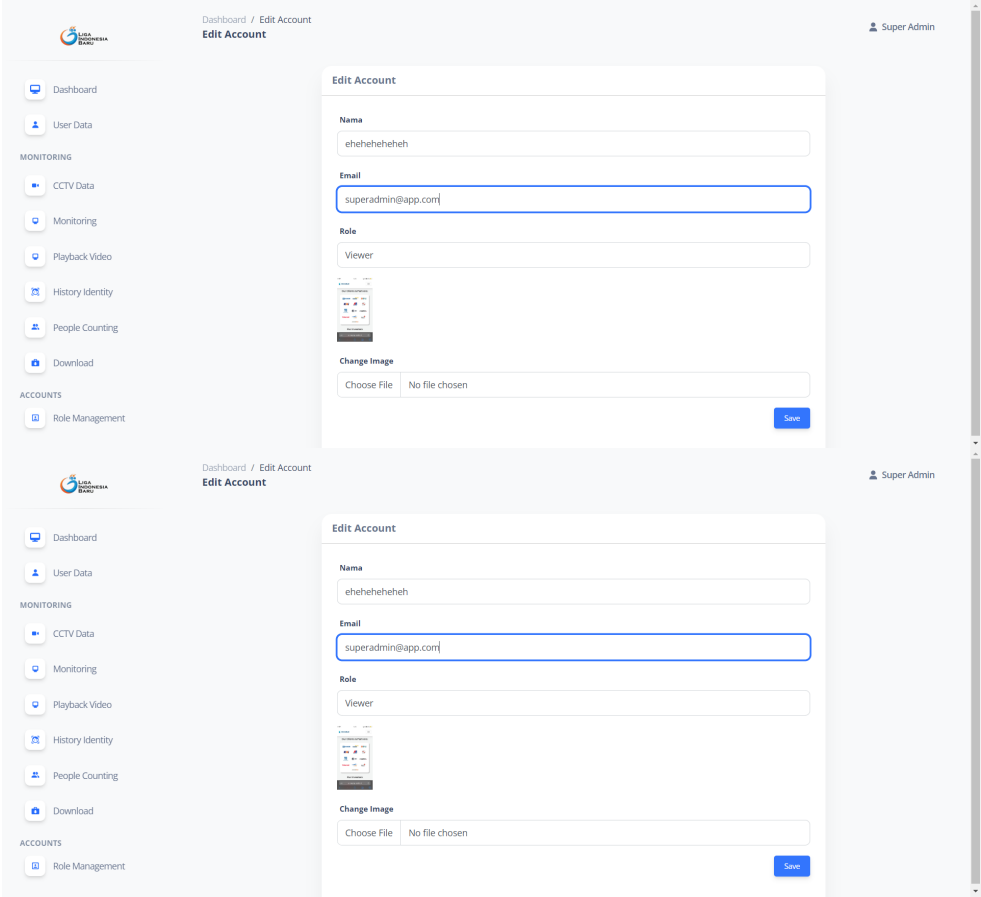 Dashboard / Edit Account
Edit Account
Super Admin
LIGA
INDONESIA
BARU
Dashboard
User Data
MONITORING
CCTV Data
Monitoring
Playback Video
History Identity
People Counting
Download
ACCOUNTS
Role Management
Edit Account
Nama
eheheheheheh
Email
superadmin@app.com
Role
Viewer
Change Image
Choose File No file chosen
Save
Dashboard / Edit Account
Edit Account
Super Admin
LIGA
INDONESIA
BARU
Dashboard
User Data
MONITORING
CCTV Data
Monitoring
Playback Video
History Identity
People Counting
Download
ACCOUNTS
Role Management
Edit Account
Nama
eheheheheheh
Email
superadmin@app.com
Role
Viewer
Change Image
Choose File No file chosen
Save